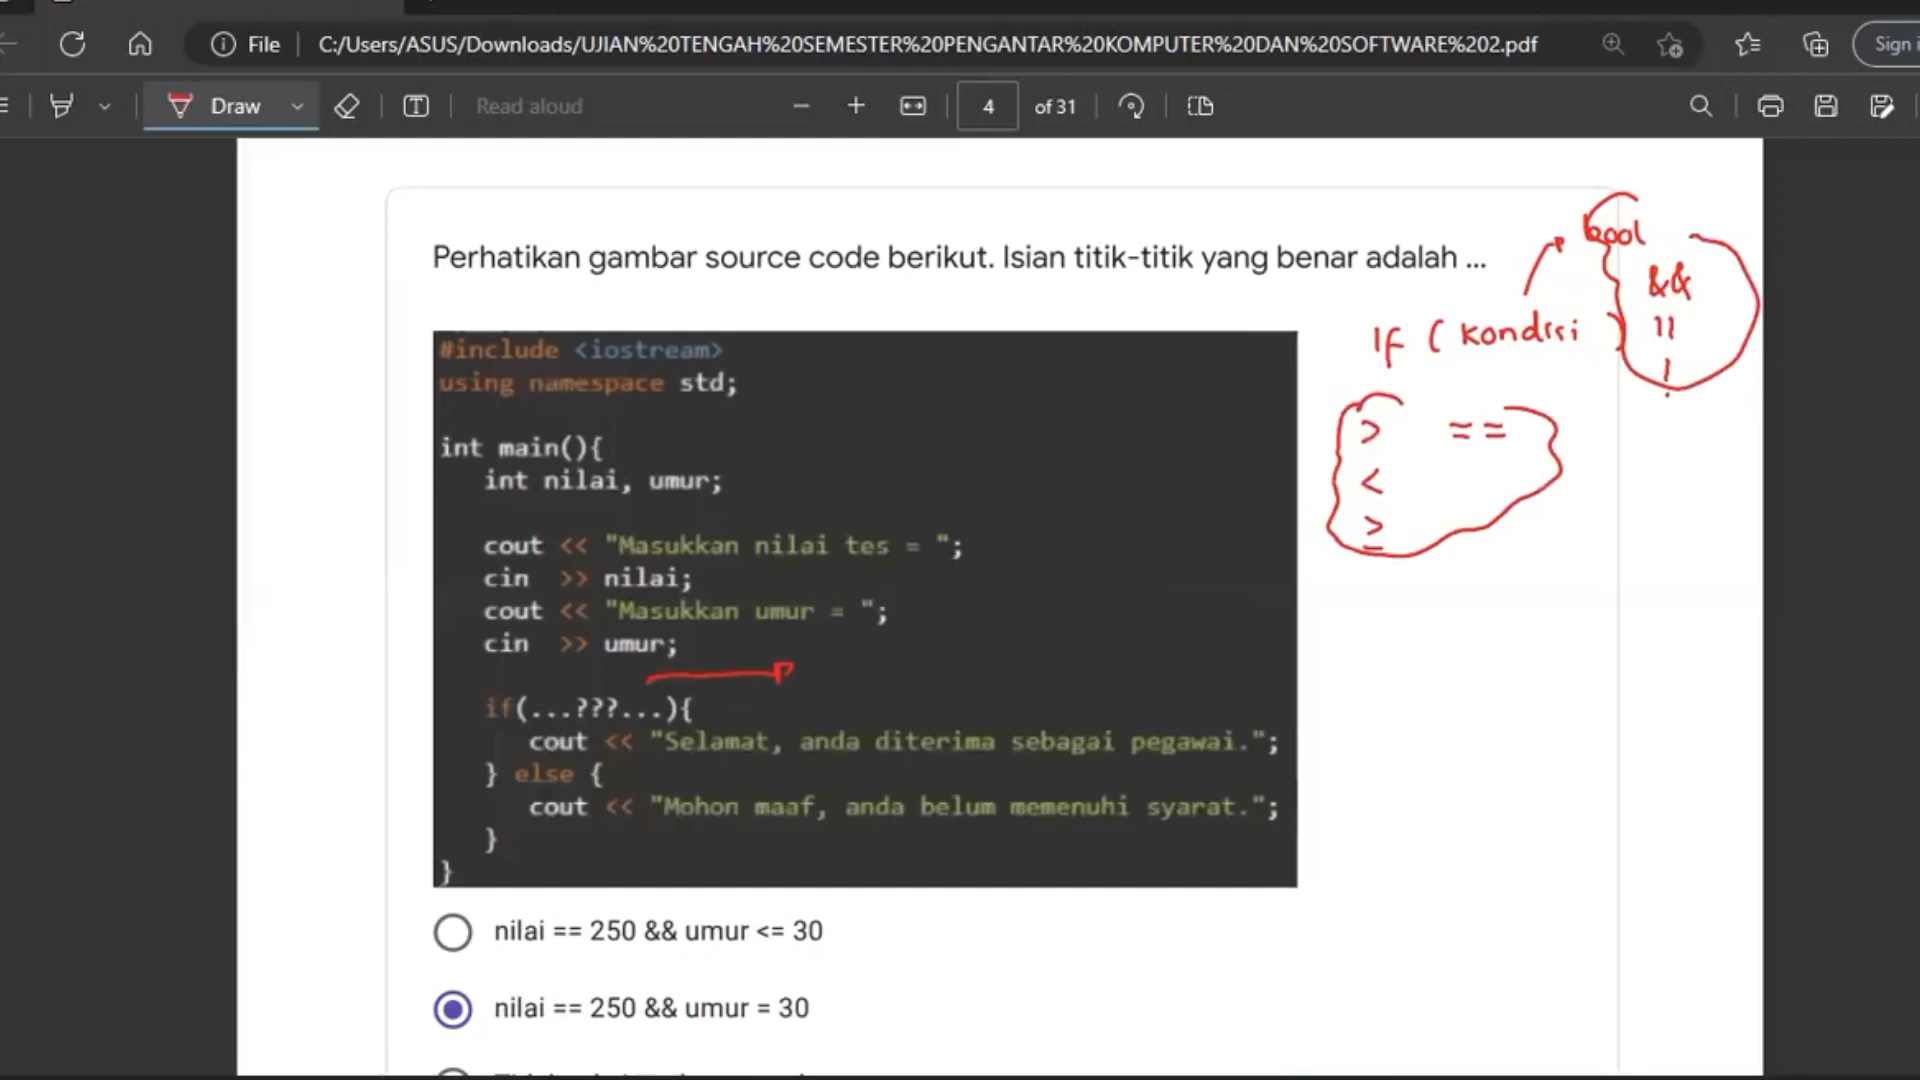 File C:/Users/ASUS/Downloads/UJIAN%20TENGAH%20SEMESTER%20PENGANTAR%20KOMPUTER%20DAN%20SOFTWARE%202.pdf Sign i
Draw Read aloud 4 of 31
Perhatikan gambar source code berikut. Isian titik-titik yang benar adalah ...
bool
&&
||
!
If ( kondisi )
> ==
<
>=
#include <iostream>
using namespace std;
int main(){
int nilai, umur;
cout << "Masukkan nilai tes = ";
cin >> nilai;
cout << "Masukkan umur = ";
cin >> umur;
if(...???...){
cout << "Selamat, anda diterima sebagai pegawai.";
} else {
cout << "Mohon maaf, anda belum memenuhi syarat.";
}
}
nilai == 250 && umur <= 30
nilai == 250 && umur = 30